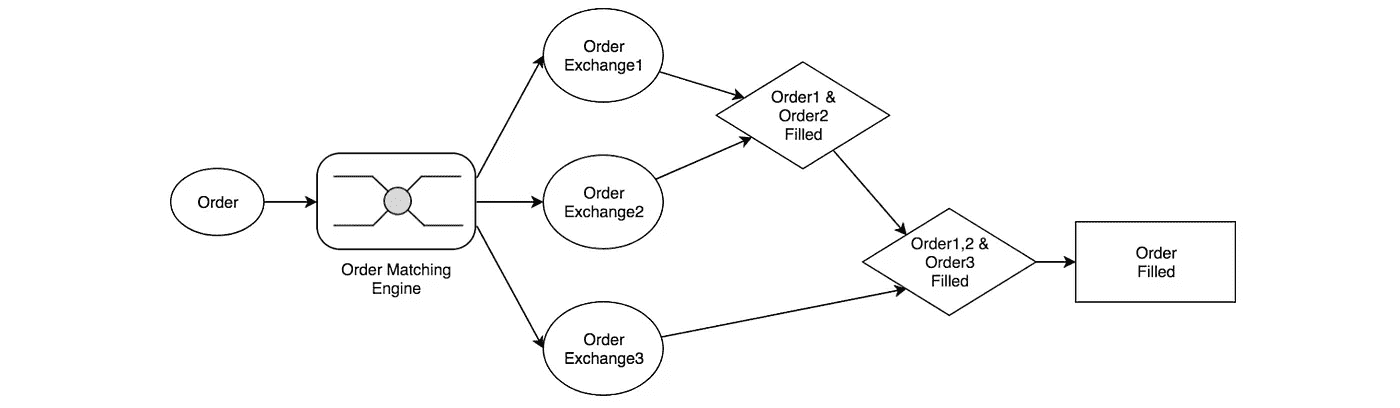 Order
Order Matching
Engine
Order
Exchange1
Order
Exchange2
Order
Exchange3
Order1 &
Order2
Filled
Order1,2 &
Order3
Filled
Order
Filled